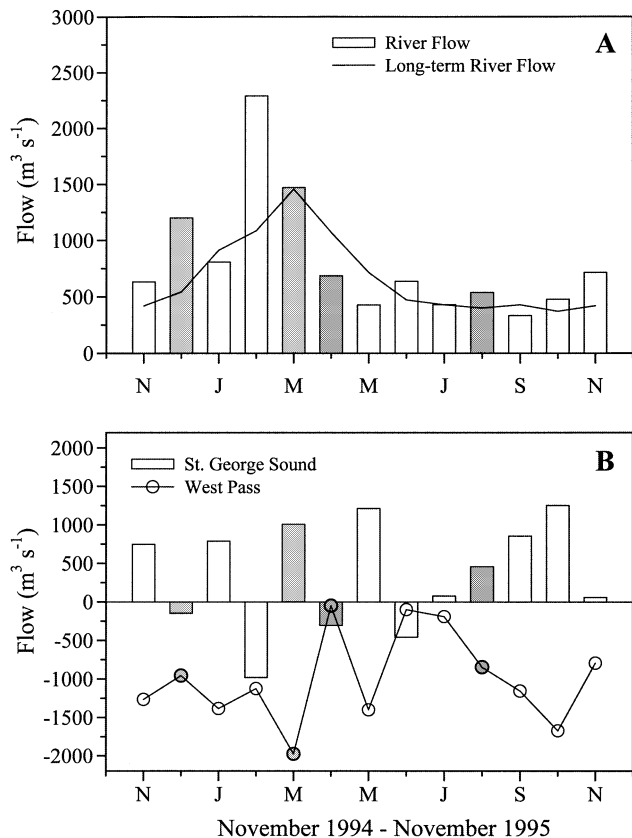 3000
A
River Flow
Long-term River Flow
2500
2000
1500
1000
500
0
Flow (m³ s⁻¹)
N J M M J S N
2000
B
St. George Sound
West Pass
1500
1000
500
0
-500
-1000
-1500
-2000
Flow (m³ s⁻¹)
N J M M J S N
November 1994 - November 1995